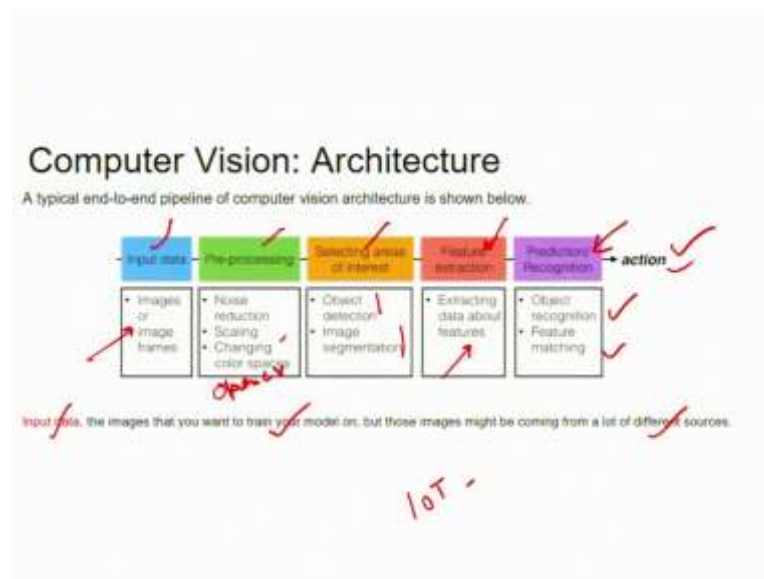 Computer Vision: Architecture
A typical end-to-end pipeline of computer vision architecture is shown below.
Input data
Pre-processing
Selecting areas
of interest
Feature
extraction
Prediction/
Recognition
action
• Images
or
image
frames
• Noise
reduction
• Scaling
• Changing
color spaces
• Object
detection
• Image
segmentation
• Extracting
data about
features
• Object
recognition
• Feature
matching
Input data, the images that you want to train your model on, but those images might be coming from a lot of different sources.
IoT -